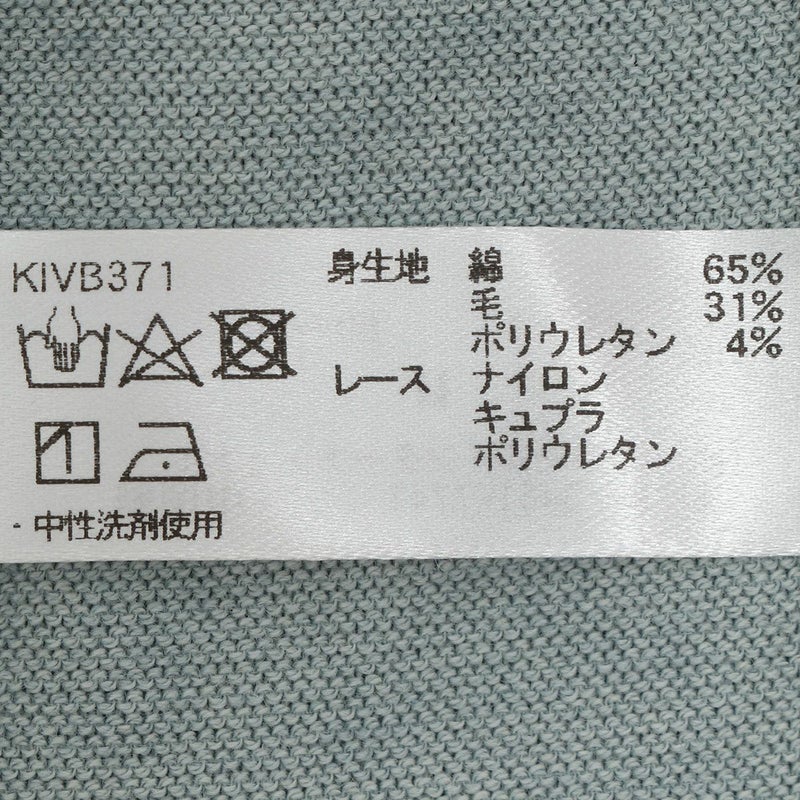 KIVB371
身生地 綿 65%
毛 31%
ポリウレタン 4%
レース ナイロン
キュプラ
ポリウレタン
・中性洗剤使用